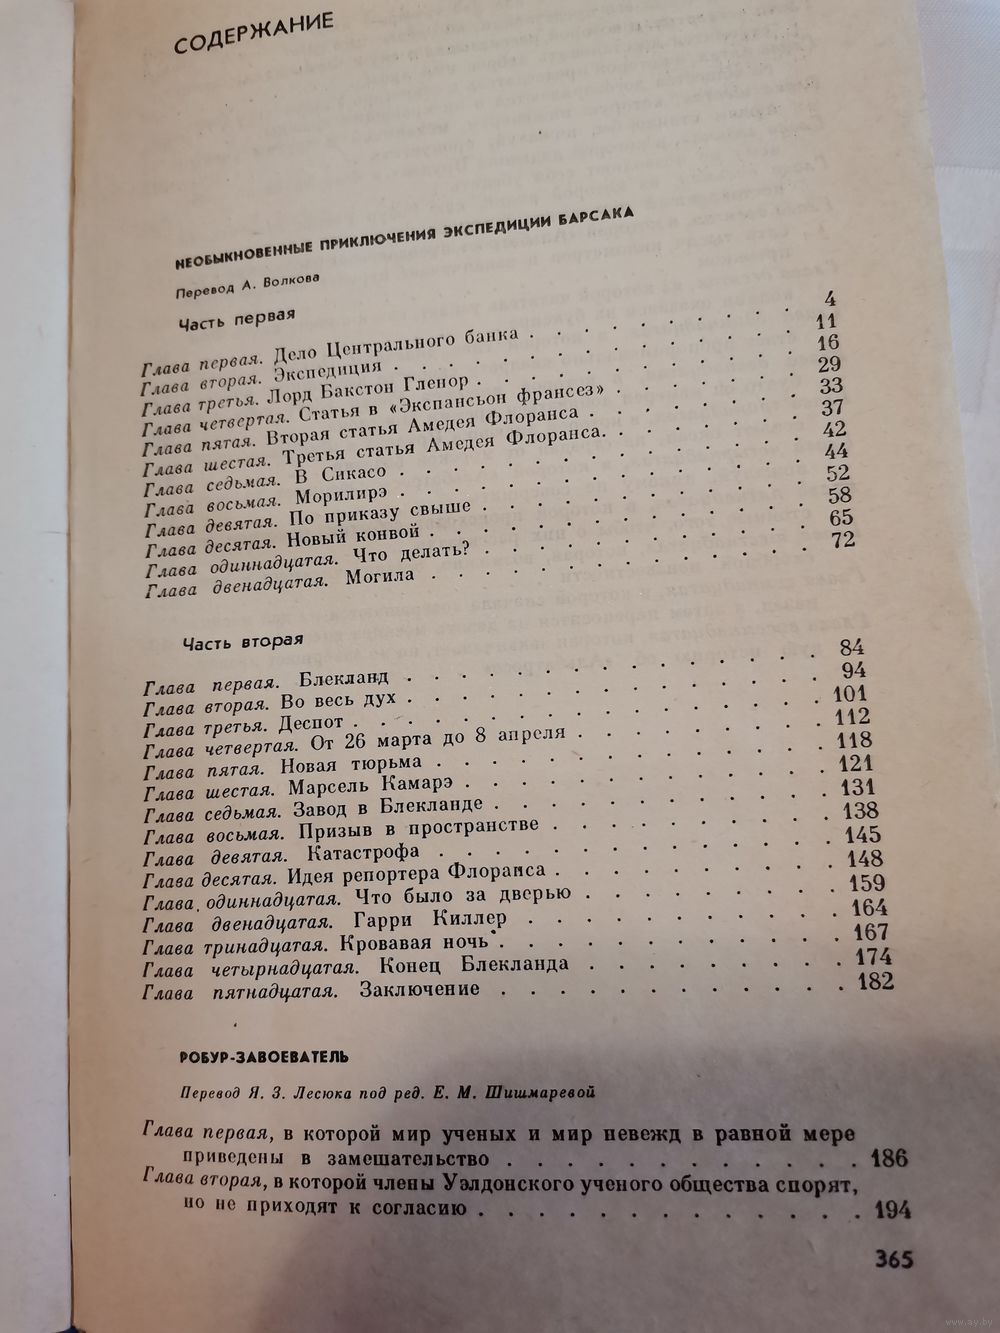 СОДЕРЖАНИЕ
НЕОБЫКНОВЕННЫЕ ПРИКЛЮЧЕНИЯ ЭКСПЕДИЦИИ БАРСАКА
Перевод А. Волкова
Часть первая
Глава первая. Дело Центрального банка . . . . . . . . 4
Глава вторая. Экспедиция . . . . . . . . . . . 11
Глава третья. Лорд Бакстон Гленор . . . . . . . . . 16
Глава четвертая. Статья в «Экспансьон франсез» . . . . . . 29
Глава пятая. Вторая статья Амедея Флоранса . . . . . . 33
Глава шестая. Третья статья Амедея Флоранса. . . . . . 37
Глава седьмая. В Сикасо . . . . . . . . . . . 42
Глава восьмая. Морилирэ . . . . . . . . . . . 44
Глава девятая. По приказу свыше . . . . . . . . . 52
Глава десятая. Новый конвой . . . . . . . . . . 58
Глава одиннадцатая. Что делать? . . . . . . . . . 65
Глава двенадцатая. Могила . . . . . . . . . . 72
Часть вторая
Глава первая. Блекланд . . . . . . . . . . . 84
Глава вторая. Во весь дух . . . . . . . . . . . 94
Глава третья. Деспот . . . . . . . . . . . . 101
Глава четвертая. От 26 марта до 8 апреля . . . . . . . 112
Глава пятая. Новая тюрьма . . . . . . . . . . 118
Глава шестая. Марсель Камарэ . . . . . . . . . . 121
Глава седьмая. Завод в Блекланде . . . . . . . . . 131
Глава восьмая. Призыв в пространстве . . . . . . . . 138
Глава девятая. Катастрофа . . . . . . . . . . 145
Глава десятая. Идея репортера Флоранса . . . . . . . 148
Глава одиннадцатая. Что было за дверью . . . . . . . 159
Глава двенадцатая. Гарри Киллер . . . . . . . . 164
Глава тринадцатая. Кровавая ночь . . . . . . . . . 167
Глава четырнадцатая. Конец Блекланда . . . . . . . 174
Глава пятнадцатая. Заключение . . . . . . . . . 182
РОБУР-ЗАВОЕВАТЕЛЬ
Перевод Я. З. Лесюка под ред. Е. М. Шишмаревой
Глава первая, в которой мир ученых и мир невежд в равной мере
приведены в замешательство . . . . . . . . . . . . 186
Глава вторая, в которой члены Уэлдонского ученого общества спорят,
но не приходят к согласию . . . . . . . . . . . . . 194
365
www.ay.by